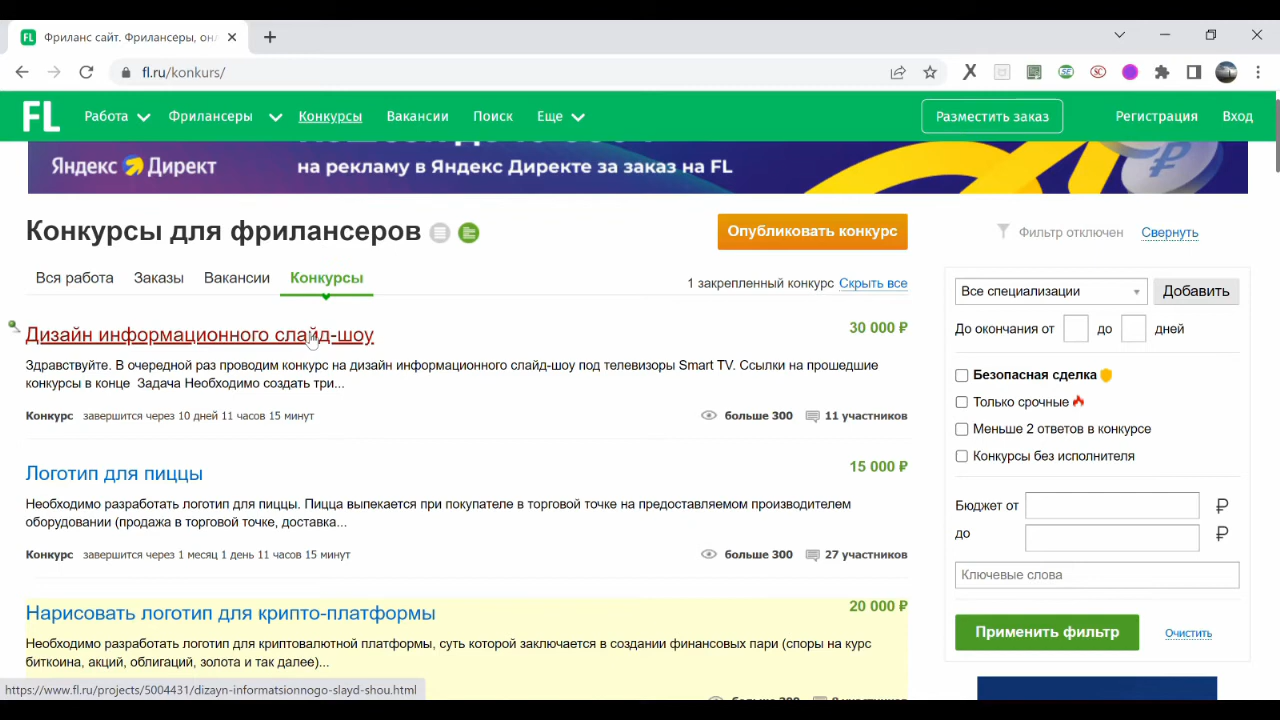 Фриланс сайт. Фрилансеры, онл
fl.ru/konkurs/
FL Работа Фрилансеры Конкурсы Вакансии Поиск Еще Разместить заказ Регистрация Вход
Яндекс Директ
на рекламу в Яндекс Директе за заказ на FL
Конкурсы для фрилансеров
Опубликовать конкурс
Фильтр отключен Свернуть
Вся работа Заказы Вакансии Конкурсы
1 закрепленный конкурс Скрыть все
Дизайн информационного слайд-шоу
30 000 ₽
Здравствуйте. В очередной раз проводим конкурс на дизайн информационного слайд-шоу под телевизоры Smart TV. Ссылки на прошедшие
конкурсы в конце Задача Необходимо создать три...
Конкурс завершится через 10 дней 11 часов 15 минут
больше 300 11 участников
Логотип для пиццы
15 000 ₽
Необходимо разработать логотип для пиццы. Пицца выпекается при покупателе в торговой точке на предоставляемом производителем
оборудовании (продажа в торговой точке, доставка...
Конкурс завершится через 1 месяц 1 день 11 часов 15 минут
больше 300 27 участников
Нарисовать логотип для крипто-платформы
20 000 ₽
Необходимо разработать логотип для криптовалютной платформы, суть которой заключается в создании финансовых пари (споры на курс
биткоина, акций, облигаций, золота и так далее)...
https://www.fl.ru/projects/5004431/dizayn-informatsionnogo-slayd-shou.html
Все специализации Добавить
До окончания от до дней
Безопасная сделка
Только срочные
Меньше 2 ответов в конкурсе
Конкурсы без исполнителя
Бюджет от ₽
до ₽
Ключевые слова
Применить фильтр Очистить